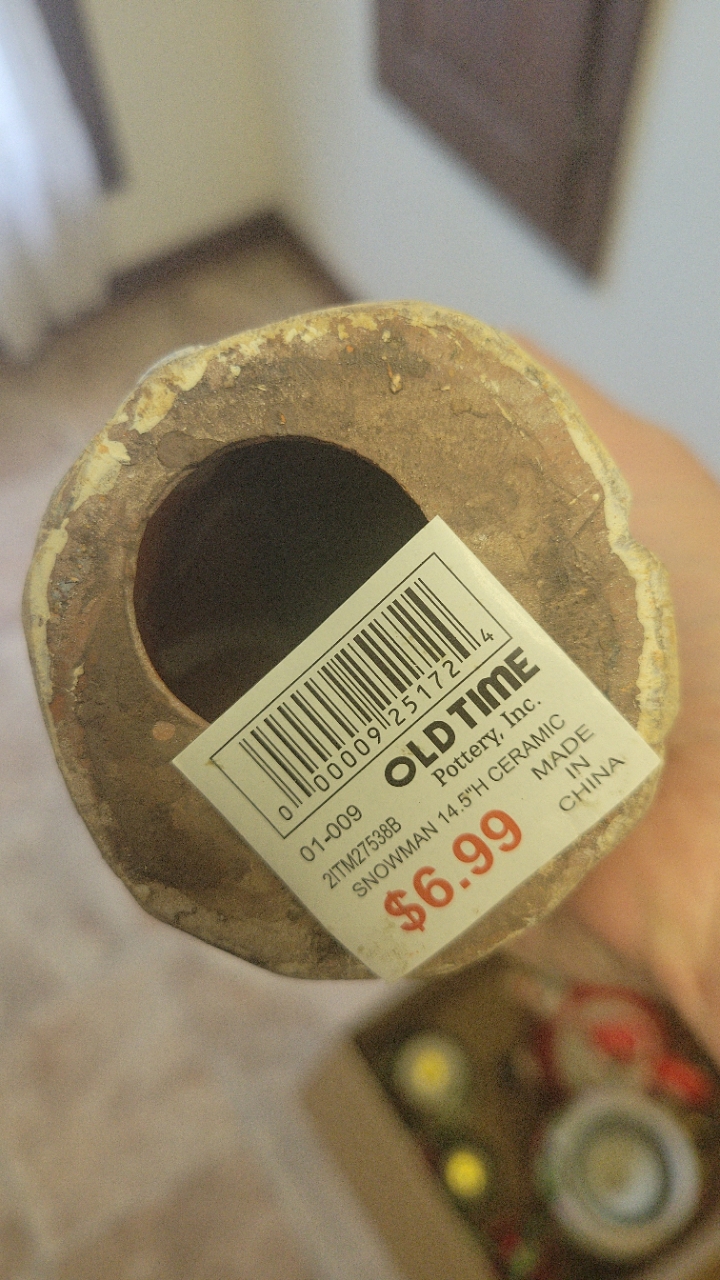 0 00009 25172 4
OLD TIME
Pottery, Inc.
01-009
2ITM27538B
SNOWMAN 14.5"H CERAMIC
$6.99
MADE
IN
CHINA